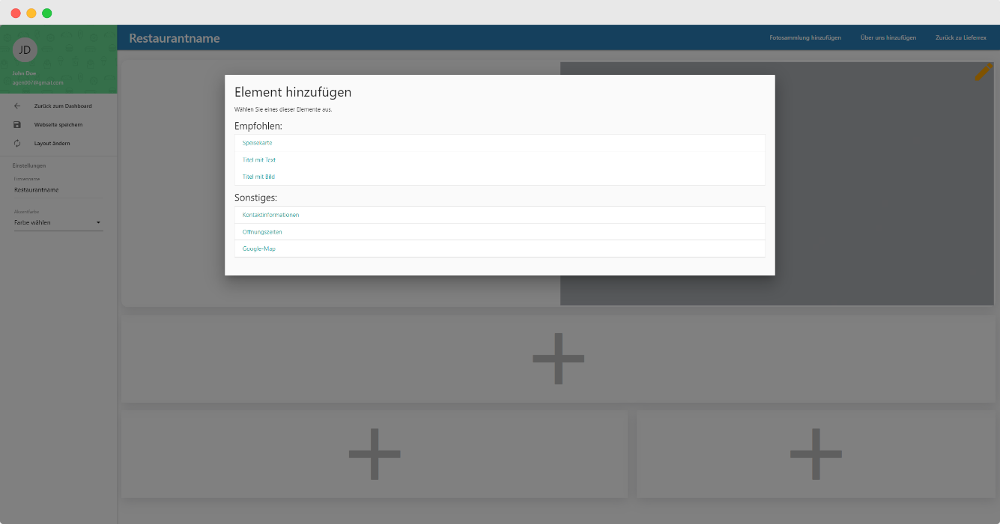 Restaurantname
Fotosammlung hinzufügen
Über uns hinzufügen
Zurück zu Lieferrex
JD
John Doe
agon007@gmail.com
Zurück zum Dashboard
Webseite speichern
Layout ändern
Einstellungen
Firmenname
Restaurantname
Akzentfarbe
Farbe wählen
Element hinzufügen
Wählen Sie eines dieser Elemente aus.
Empfohlen:
Speisekarte
Titel mit Text
Titel mit Bild
Sonstiges:
Kontaktinformationen
Öffnungszeiten
Google-Map